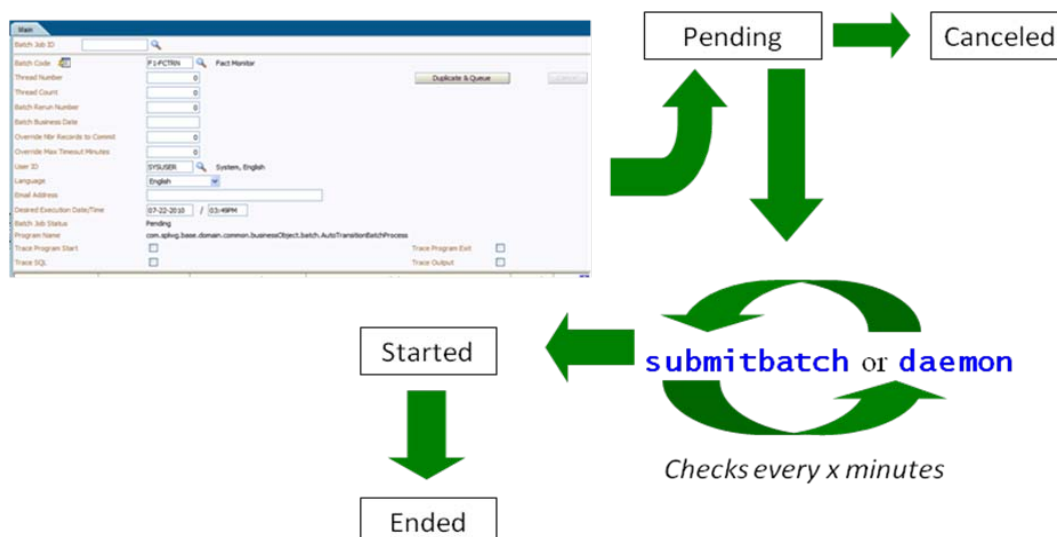 Main
Batch Job ID
Batch Code F1-FCTRN Fact Monitor
Thread Number 0 Duplicate & Queue Cancel
Thread Count 0
Batch Rerun Number 0
Batch Business Date
Override Nbr Records to Commit 0
Override Max Timeout Minutes 0
User ID SYSUSER System, English
Language English
Email Address
Desired Execution Date/Time 07-22-2010 / 03:49PM
Batch Job Status Pending
Program Name com.splwg.base.domain.common.businessObject.batch.AutoTransitionBatchProcess
Trace Program Start Trace Program Exit
Trace SQL Trace Output
Pending
Canceled
submitbatch or daemon
Checks every x minutes
Started
Ended